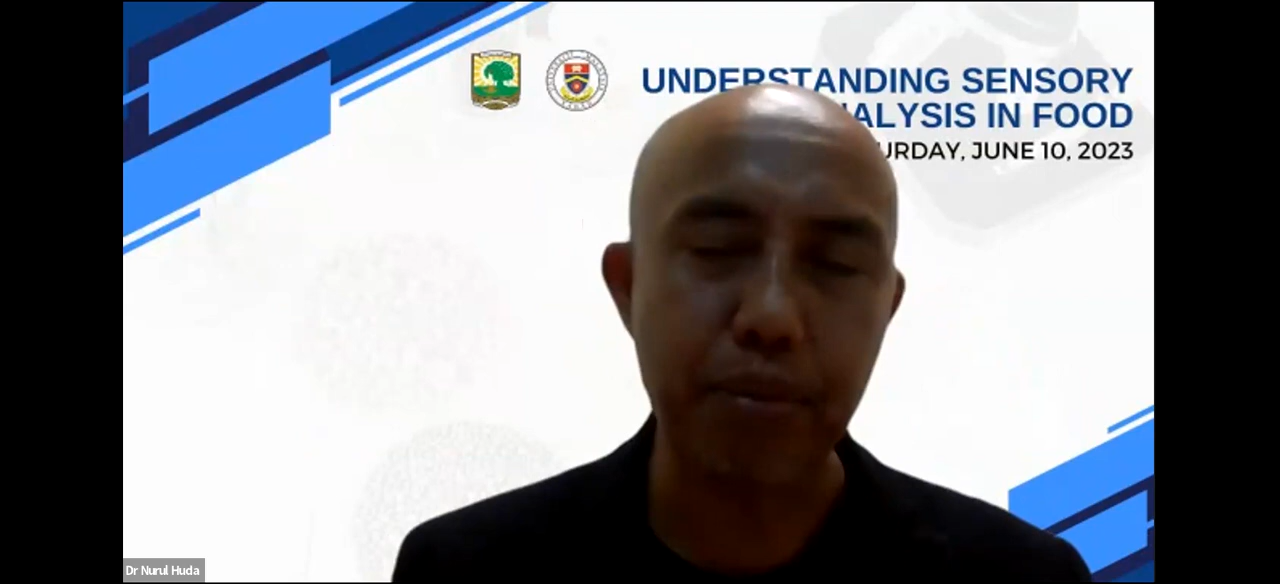 UNDERSTANDING SENSORY
ALYSIS IN FOOD
URDAY, JUNE 10, 2023
Dr Nurul Huda